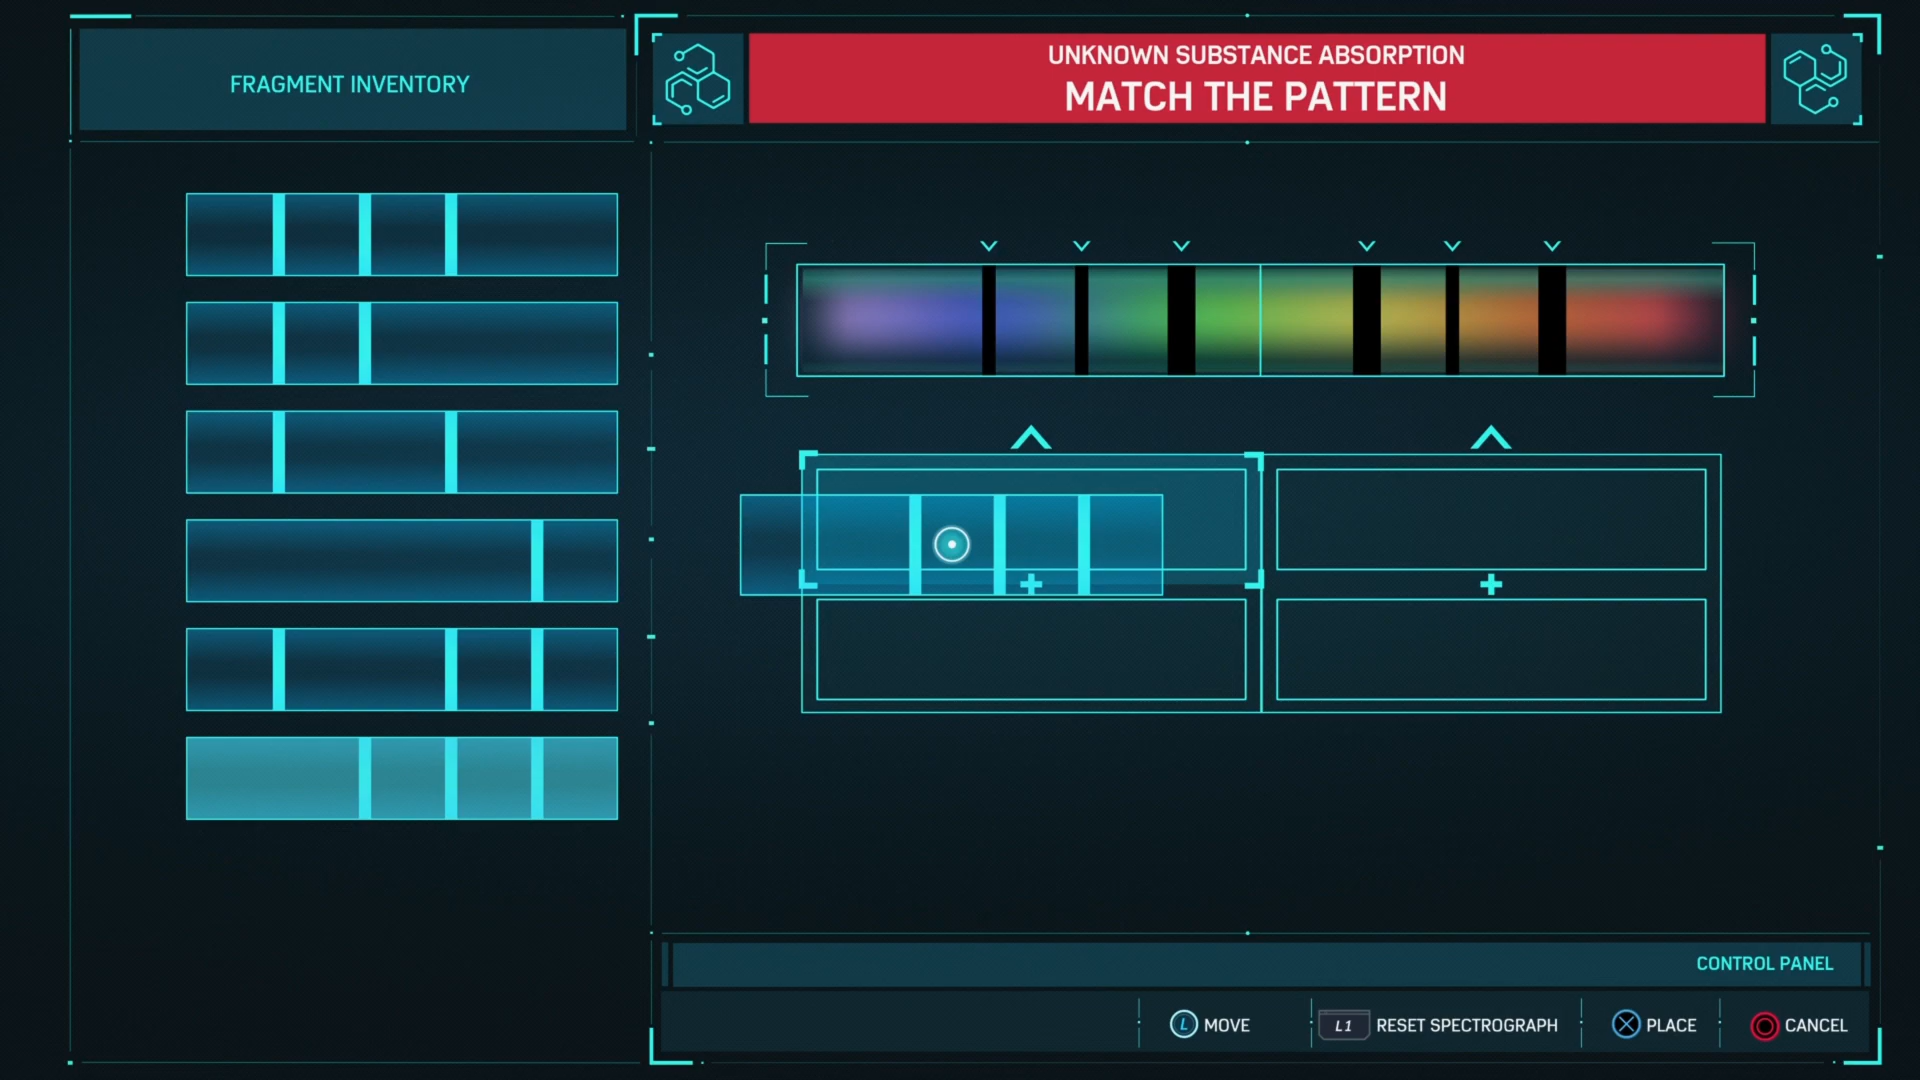 FRAGMENT INVENTORY
UNKNOWN SUBSTANCE ABSORPTION
MATCH THE PATTERN
CONTROL PANEL
L MOVE
L1 RESET SPECTROGRAPH
PLACE
CANCEL